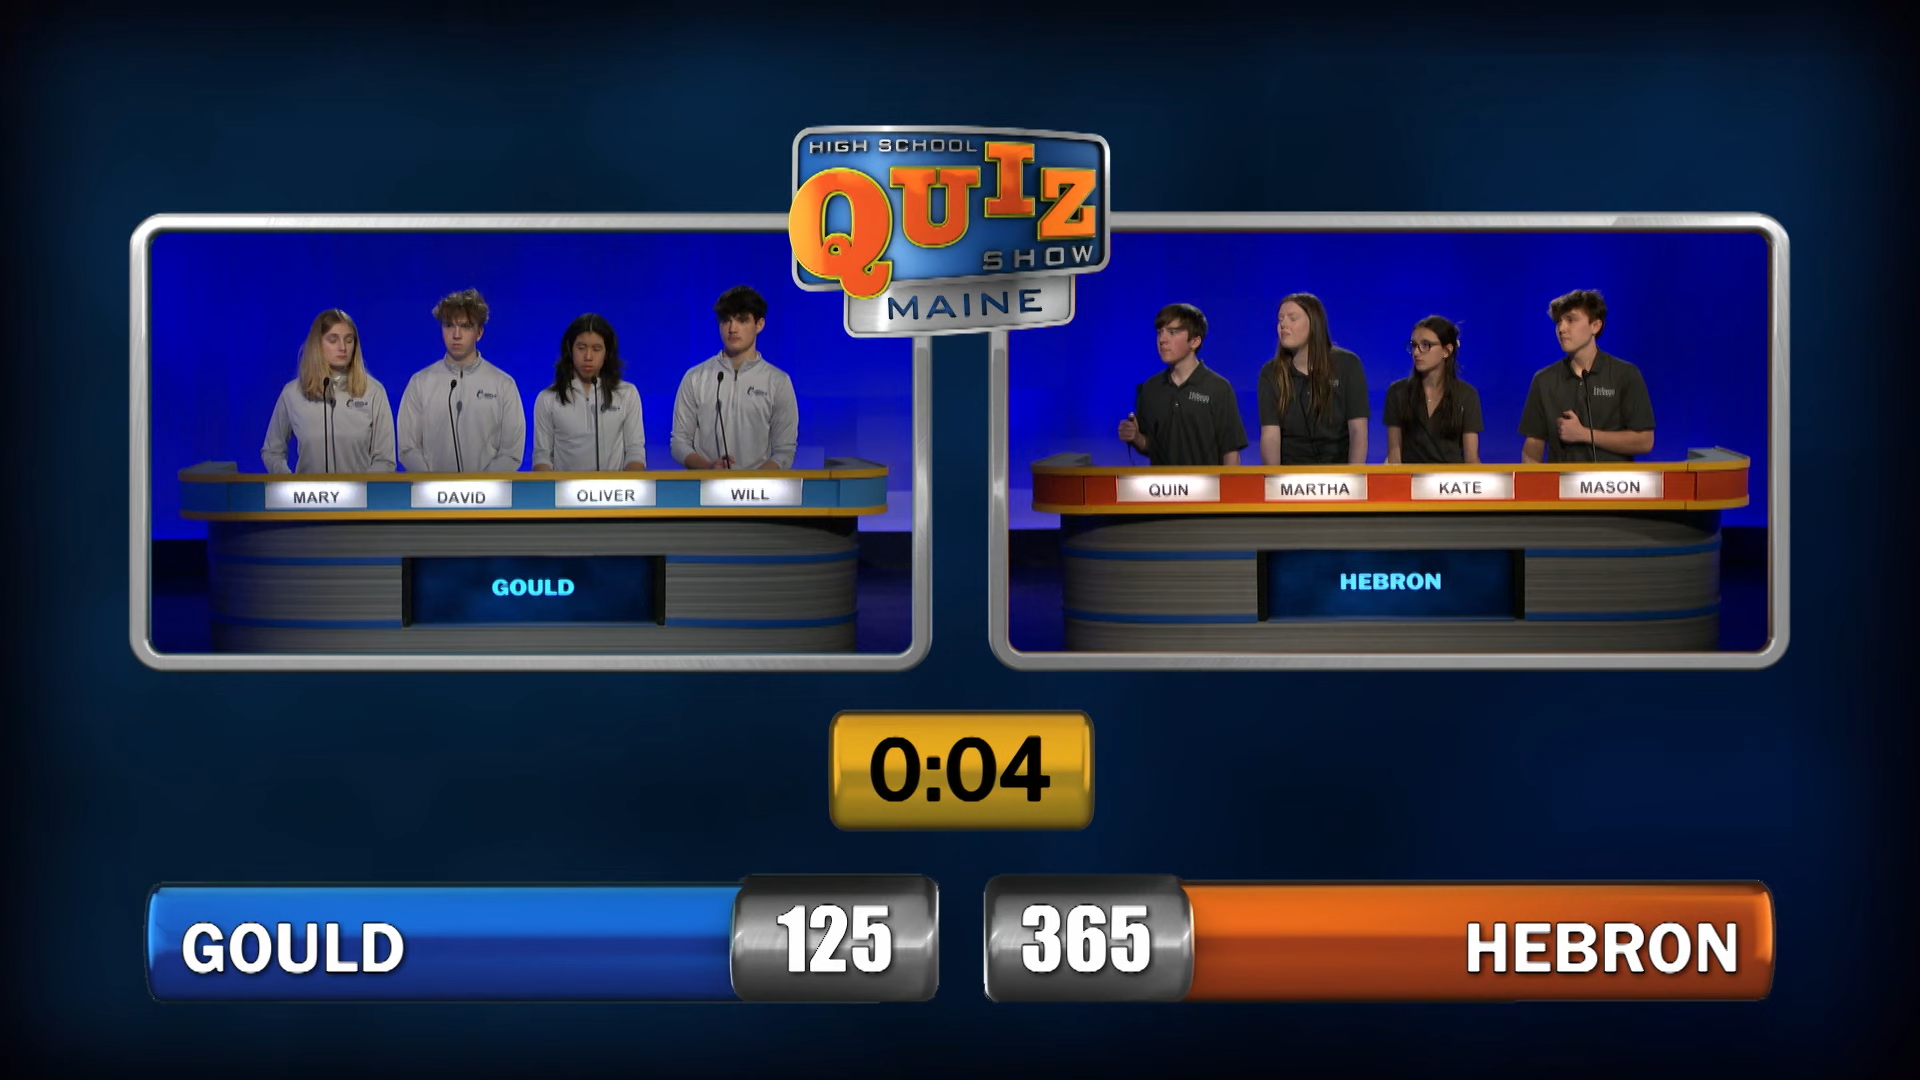 HIGH SCHOOL
QUIZ
SHOW
MAINE
MARY
DAVID
OLIVER
WILL
GOULD
QUIN
MARTHA
KATE
MASON
HEBRON
0:04
GOULD
125
365
HEBRON